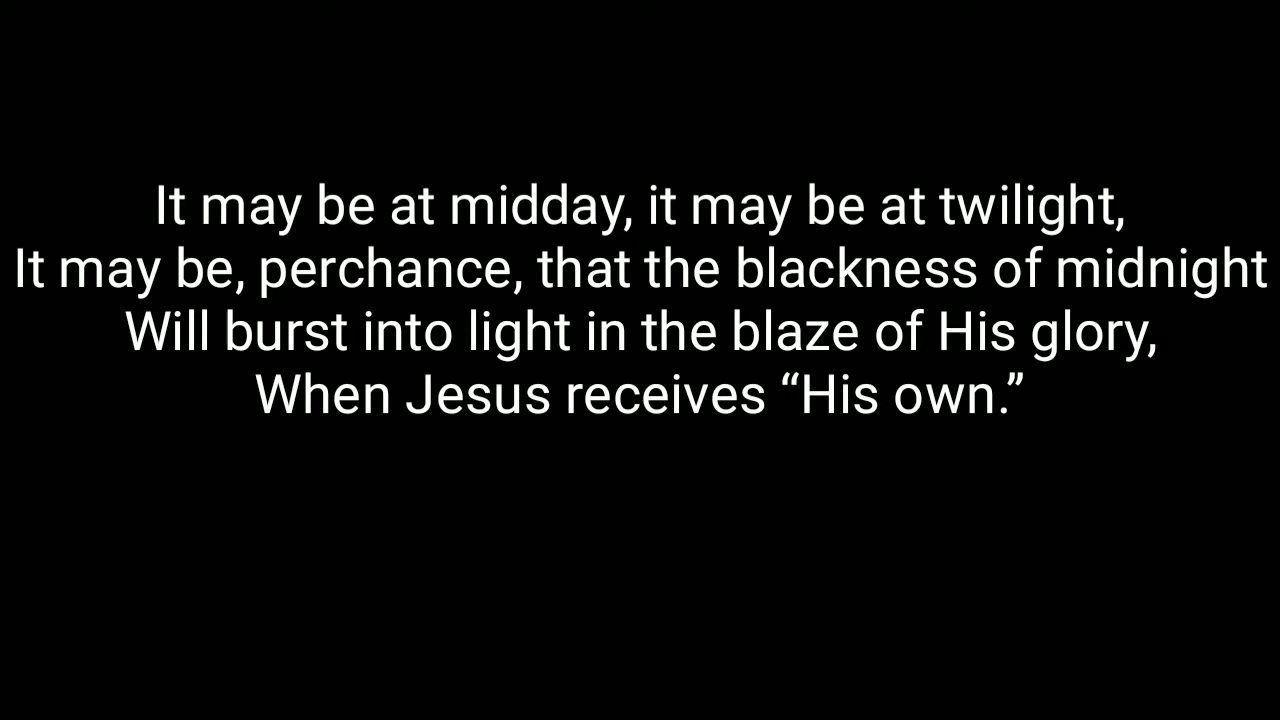 It may be at midday, it may be at twilight,
It may be, perchance, that the blackness of midnight
Will burst into light in the blaze of His glory,
When Jesus receives “His own.”